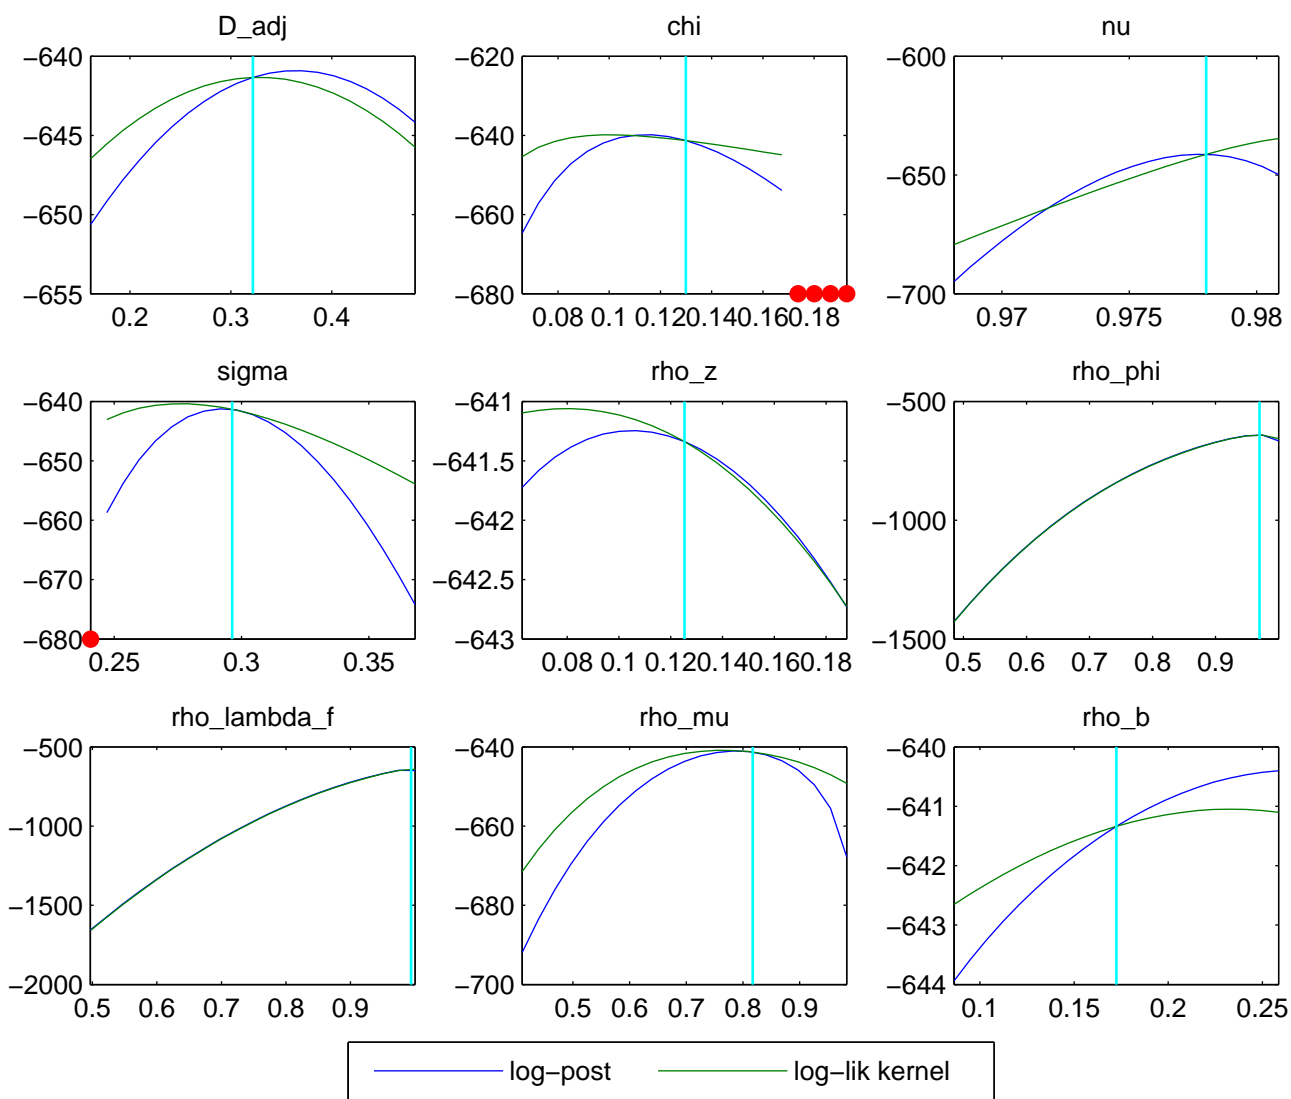 D_adj chi nu
−640 −620 −600
−645 −640 −650
−650 −660
−655 −680 −700
0.2 0.3 0.4 0.08 0.1 0.12 0.14 0.16 0.18 0.97 0.975 0.98
sigma rho_z rho_phi
−640 −641 −500
−650 −641.5
−660 −642 −1000
−670 −642.5
−680 −643 −1500
0.25 0.3 0.35 0.08 0.1 0.12 0.14 0.16 0.18 0.5 0.6 0.7 0.8 0.9
rho_lambda_f rho_mu rho_b
−500 −640 −640
−1000 −660 −641
−1500 −680 −642
−643
−2000 −700 −644
0.5 0.6 0.7 0.8 0.9 0.5 0.6 0.7 0.8 0.9 0.1 0.15 0.2 0.25
log−post log−lik kernel